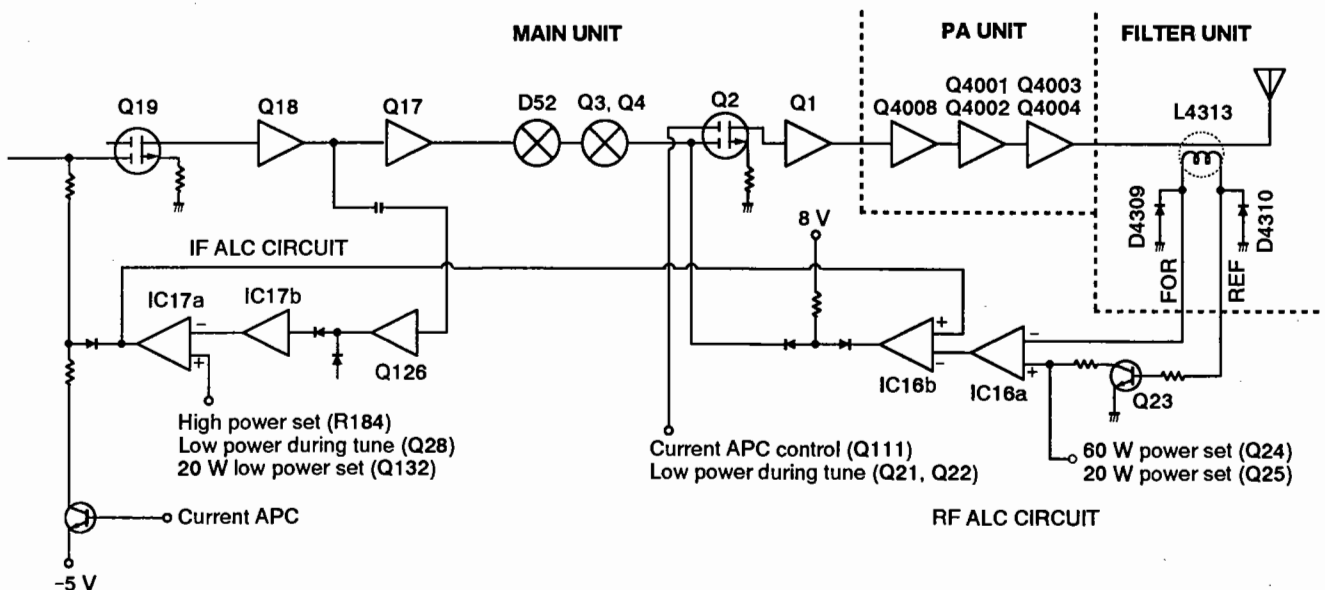 MAIN UNIT
PA UNIT
FILTER UNIT
Q19
Q18
Q17
D52
Q3, Q4
Q2
Q1
Q4008
Q4001
Q4002
Q4003
Q4004
L4313
D4309
D4310
8 V
FOR
REF
IF ALC CIRCUIT
IC17a
IC17b
−
+
Q126
+
−
IC16b
−
+
IC16a
Q23
High power set (R184)
Low power during tune (Q28)
20 W low power set (Q132)
Current APC control (Q111)
Low power during tune (Q21, Q22)
60 W power set (Q24)
20 W power set (Q25)
Current APC
RF ALC CIRCUIT
−5 V